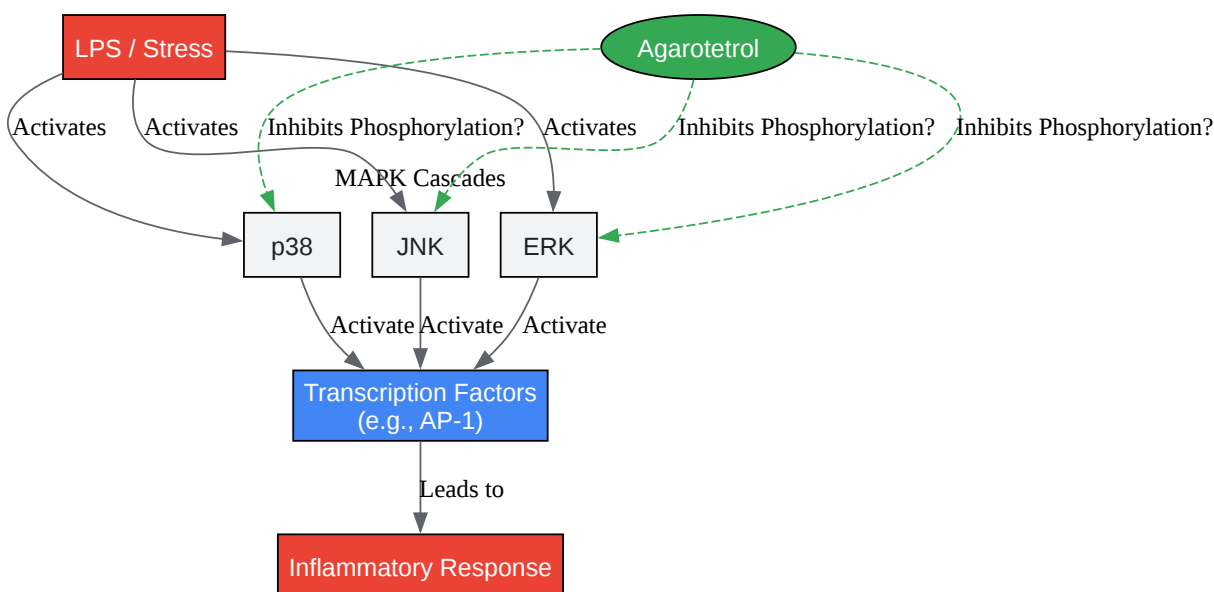 LPS / Stress
Agarotetrol
Activates
Activates
Inhibits Phosphorylation?
Activates
Inhibits Phosphorylation?
Inhibits Phosphorylation?
MAPK Cascades
p38
JNK
ERK
Activate
Activate
Activate
Transcription Factors
(e.g., AP-1)
Leads to
Inflammatory Response